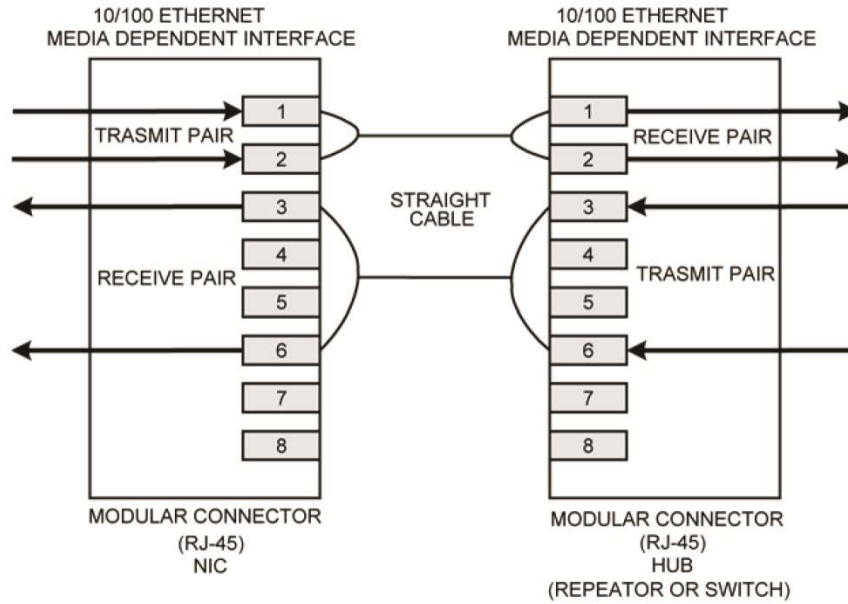 10/100 ETHERNET
MEDIA DEPENDENT INTERFACE
1
TRASMIT PAIR
2
3
4
RECEIVE PAIR
5
6
7
8
MODULAR CONNECTOR
(RJ-45)
NIC
STRAIGHT
CABLE
10/100 ETHERNET
MEDIA DEPENDENT INTERFACE
1
RECEIVE PAIR
2
3
4
TRASMIT PAIR
5
6
7
8
MODULAR CONNECTOR
(RJ-45)
HUB
(REPEATOR OR SWITCH)